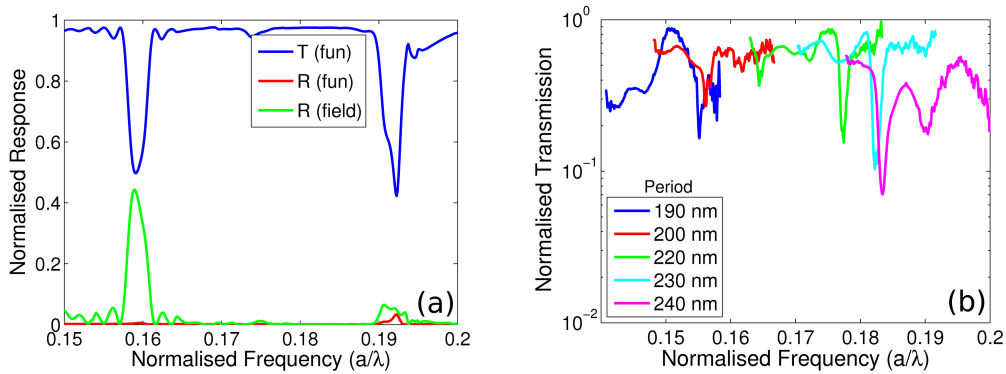 Normalised Response
1
0.8
0.6
0.4
0.2
0
T (fun)
R (fun)
R (field)
(a)
0.15 0.16 0.17 0.18 0.19 0.2
Normalised Frequency (a/λ)
Normalised Transmission
10^0
10^-1
10^-2
Period
190 nm
200 nm
220 nm
230 nm
240 nm
(b)
0.15 0.16 0.17 0.18 0.19 0.2
Normalised Frequency (a/λ)